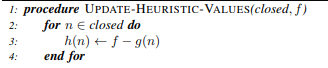 1: procedure UPDATE-HEURISTIC-VALUES(closed, f)
2: for n ∈ closed do
3: h(n) ← f − g(n)
4: end for